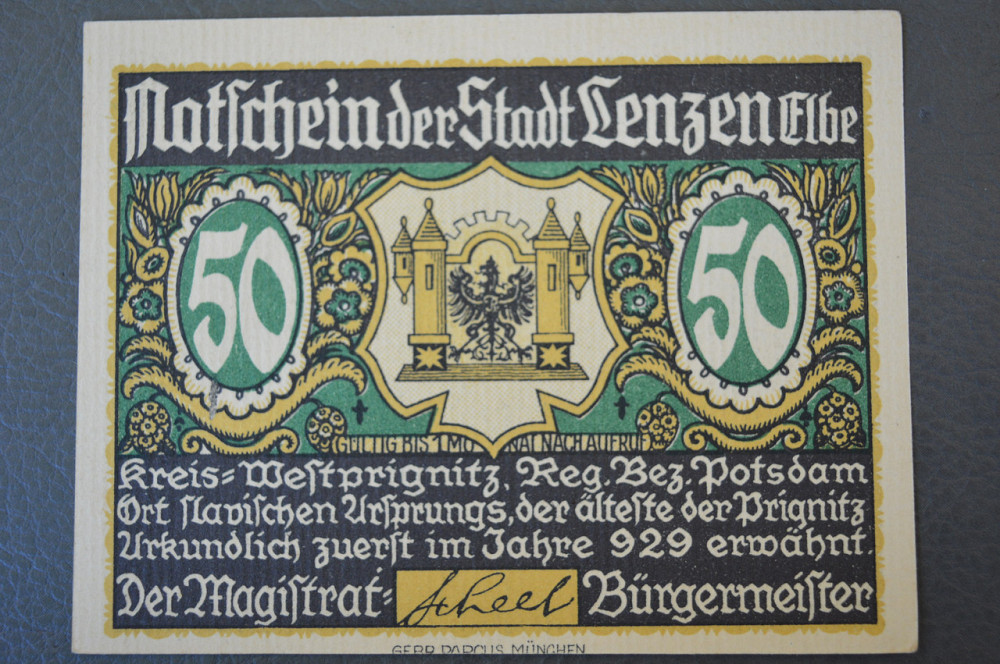 Notschein der Stadt Lenzen Elbe
50 50
(GÜLTIG BIS 1 MONAT NACH AUFRUF)
Kreis=Westprignitz, Reg. Bez. Potsdam
Ort slavischen Ursprungs, der älteste der Prignitz
Urkundlich zuerst im Jahre 929 erwähnt.
Der Magistrat: Scheel Bürgermeister
GEBR. PARCUS MÜNCHEN